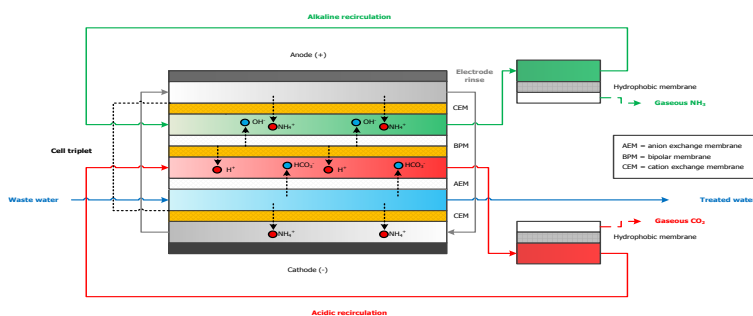 Alkaline recirculation
Anode (+)
Electrode
rinse
Hydrophobic membrane
Gaseous NH₃
CEM
OH⁻
NH₄⁺
OH⁻
NH₄⁺
Cell triplet
BPM
AEM = anion exchange membrane
BPM = bipolar membrane
CEM = cation exchange membrane
H⁺
HCO₃⁻
H⁺
HCO₃⁻
AEM
Waste water
Treated water
CEM
Gaseous CO₂
NH₄⁺
NH₄⁺
Hydrophobic membrane
Cathode (-)
Acidic recirculation